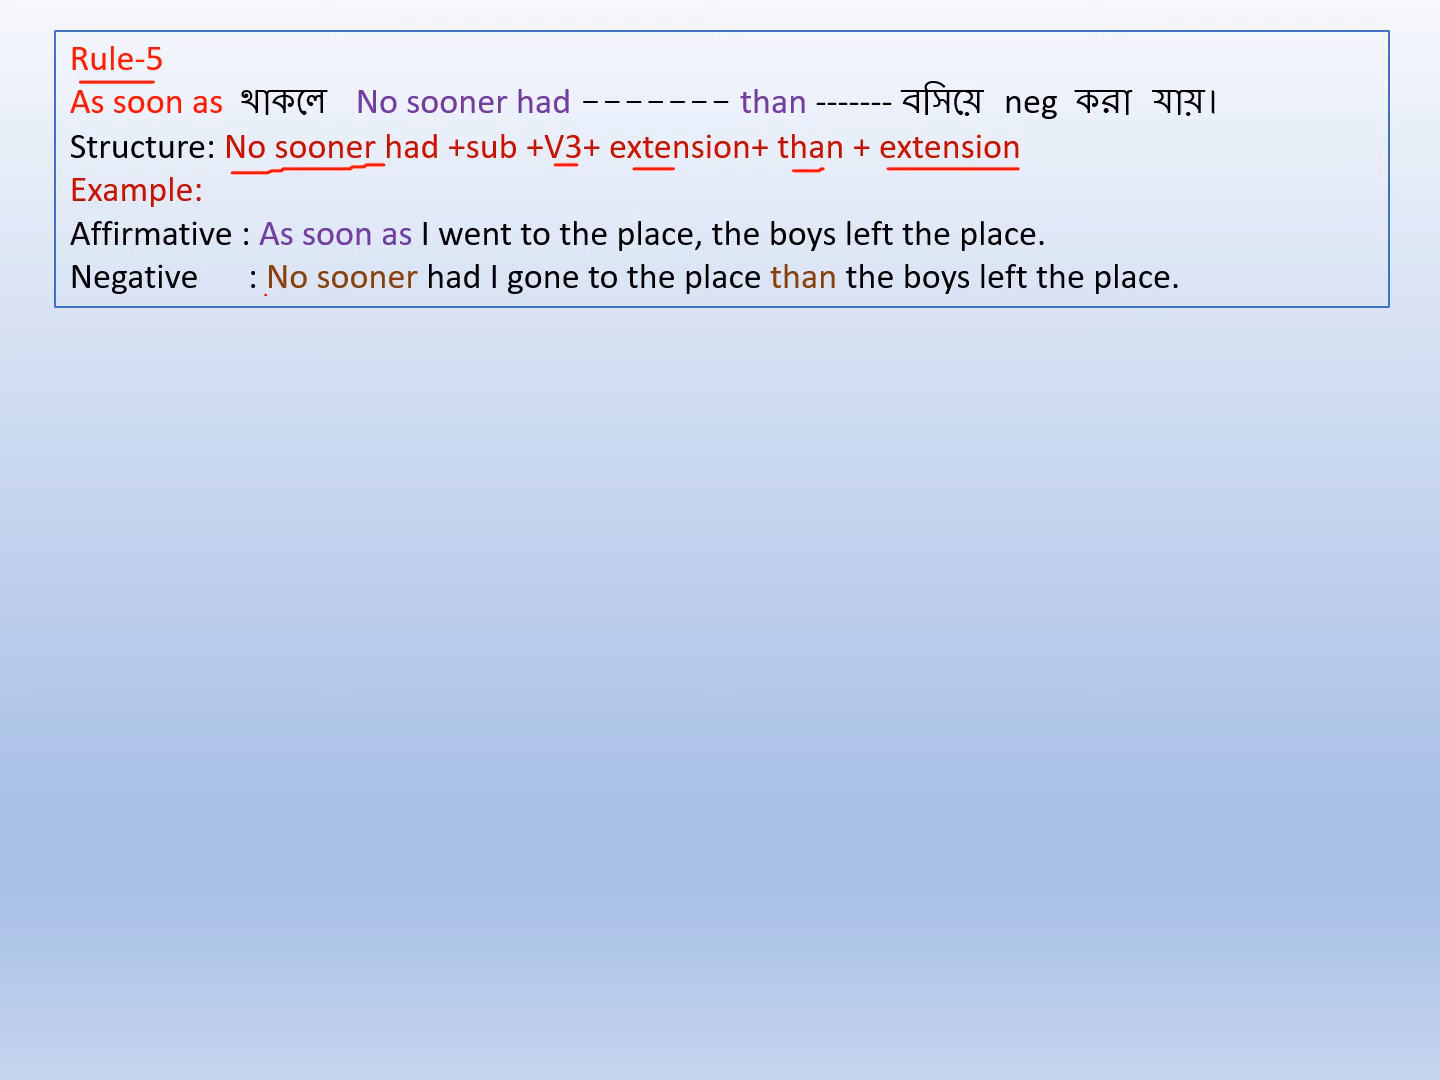 Rule-5
As soon as থাকলে No sooner had ------- than ------- বসিয়ে neg করা যায়।
Structure: No sooner had +sub +V3+ extension+ than + extension
Example:
Affirmative : As soon as I went to the place, the boys left the place.
Negative : No sooner had I gone to the place than the boys left the place.